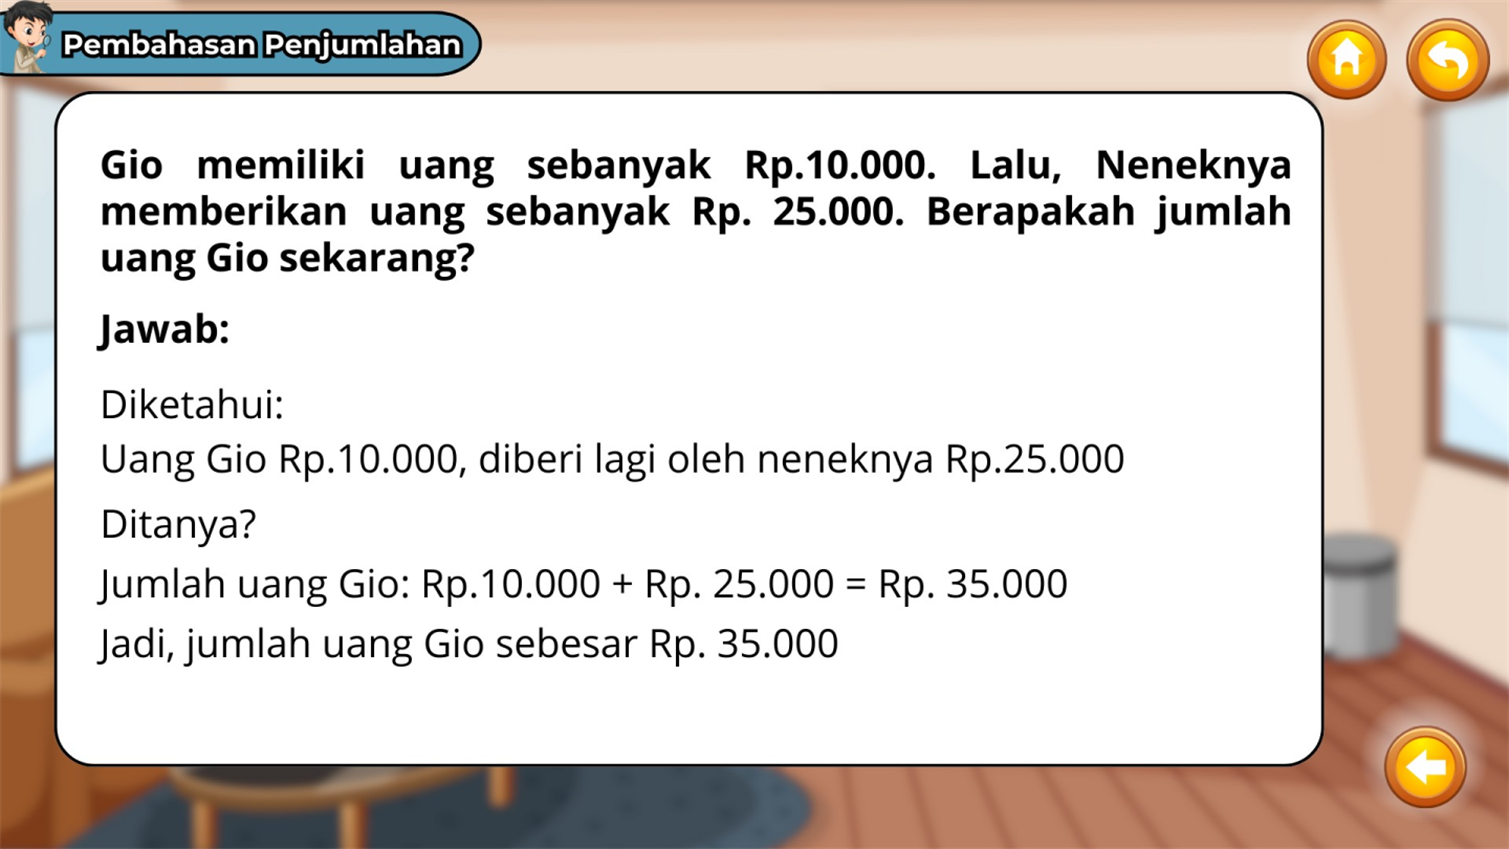 Pembahasan Penjumlahan
Gio memiliki uang sebanyak Rp.10.000. Lalu, Neneknya
memberikan uang sebanyak Rp. 25.000. Berapakah jumlah
uang Gio sekarang?
Jawab:
Diketahui:
Uang Gio Rp.10.000, diberi lagi oleh neneknya Rp.25.000
Ditanya?
Jumlah uang Gio: Rp.10.000 + Rp. 25.000 = Rp. 35.000
Jadi, jumlah uang Gio sebesar Rp. 35.000